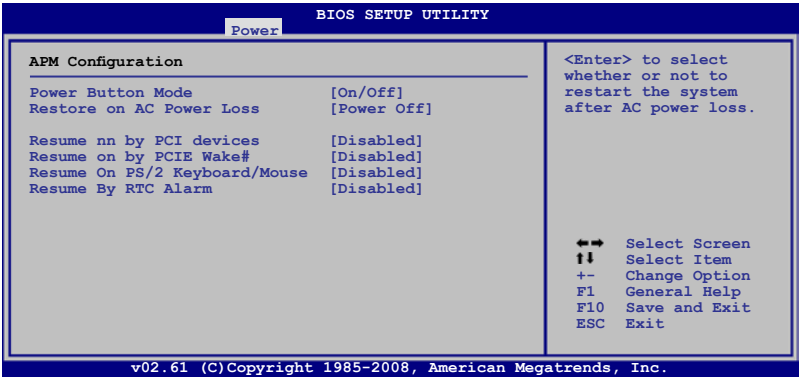 BIOS SETUP UTILITY
Power
APM Configuration
Power Button Mode [On/Off]
Restore on AC Power Loss [Power Off]
Resume nn by PCI devices [Disabled]
Resume on by PCIE Wake# [Disabled]
Resume On PS/2 Keyboard/Mouse [Disabled]
Resume By RTC Alarm [Disabled]
<Enter> to select
whether or not to
restart the system
after AC power loss.
←→ Select Screen
↑↓ Select Item
+- Change Option
F1 General Help
F10 Save and Exit
ESC Exit
v02.61 (C)Copyright 1985-2008, American Megatrends, Inc.